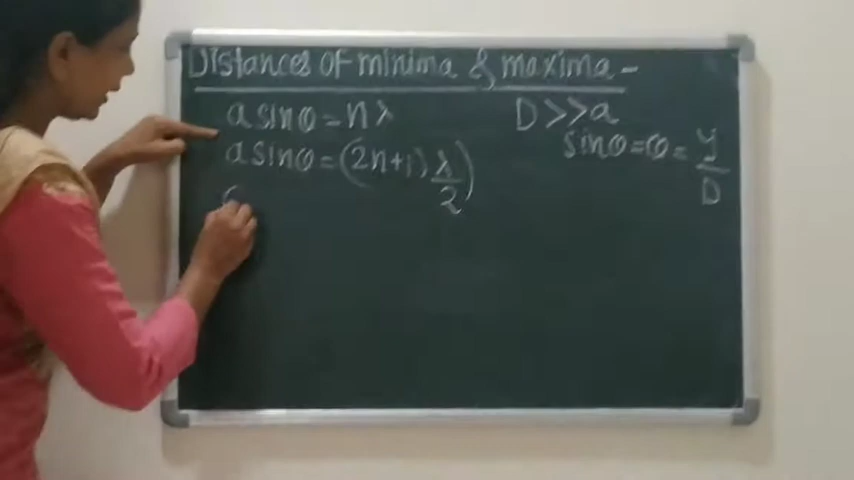 Distances of minima & maxima -
a sinθ = nλ
D >> a
a sinθ = (2n+1) λ/2)
sinθ = θ = y/D